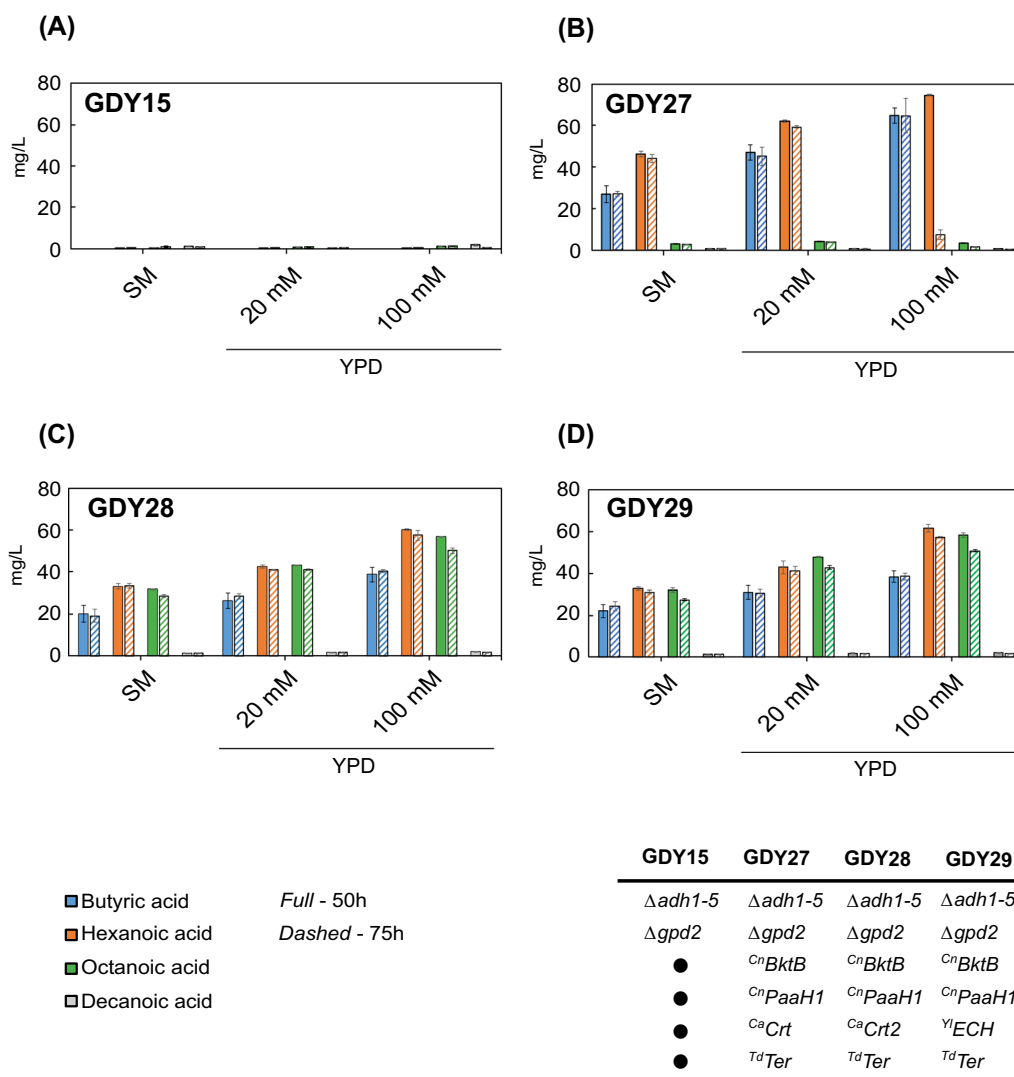 (A)
GDY15
80
60
40
20
0
mg/L
SM
20 mM
100 mM
YPD
(B)
GDY27
80
60
40
20
0
mg/L
SM
20 mM
100 mM
YPD
(C)
GDY28
80
60
40
20
0
mg/L
SM
20 mM
100 mM
YPD
(D)
GDY29
80
60
40
20
0
mg/L
SM
20 mM
100 mM
YPD
Butyric acid Full - 50h
Hexanoic acid Dashed - 75h
Octanoic acid
Decanoic acid
GDY15 GDY27 GDY28 GDY29
Δadh1-5 Δadh1-5 Δadh1-5 Δadh1-5
Δgpd2 Δgpd2 Δgpd2 Δgpd2
● CnBktB CnBktB CnBktB
● CnPaaH1 CnPaaH1 CnPaaH1
● CaCrt CaCrt2 YlECH
● TdTer TdTer TdTer